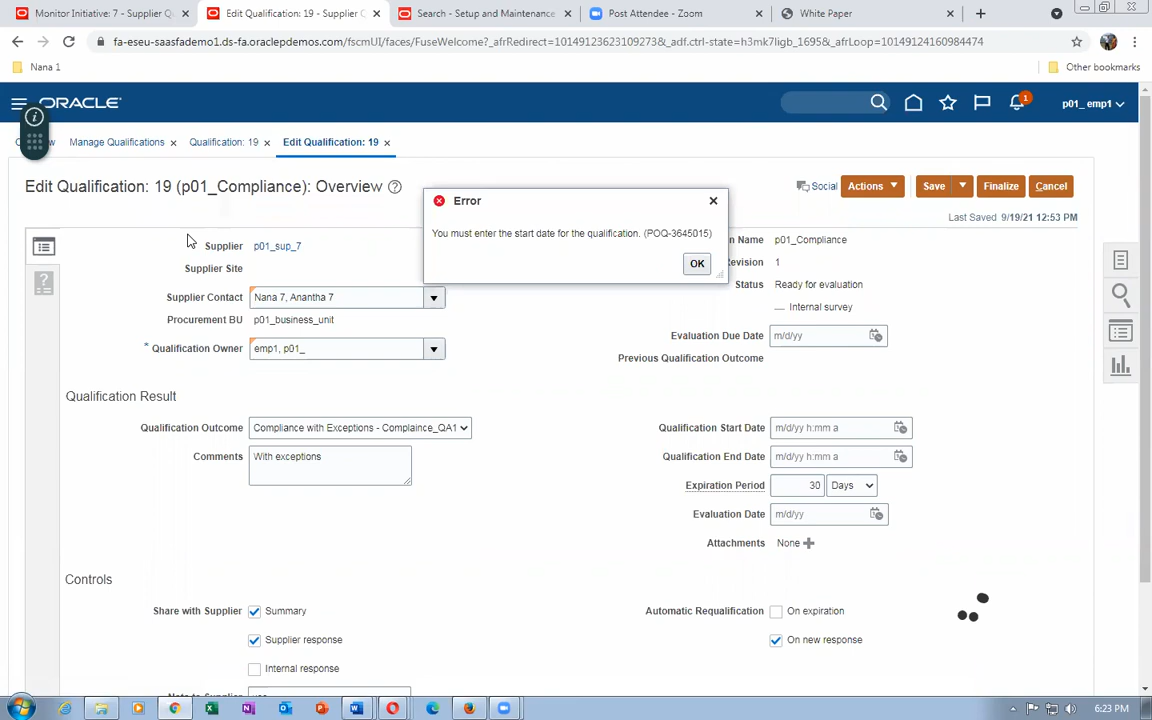 Monitor Initiative: 7 - Supplier Q
Edit Qualification: 19 - Supplier C
Search - Setup and Maintenance
Post Attendee - Zoom
White Paper
fa-eseu-saasfademo1.ds-fa.oraclepdemos.com/fscmUI/faces/FuseWelcome?_afrRedirect=10149123623109273&_adf.ctrl-state=h3mk7ligb_1695&_afrLoop=10149124160984474
Nana 1
Other bookmarks
ORACLE
1
p01_ emp1
Manage Qualifications
Qualification: 19
Edit Qualification: 19
Edit Qualification: 19 (p01_Compliance): Overview
Social
Actions
Save
Finalize
Cancel
Last Saved 9/19/21 12:53 PM
Error
You must enter the start date for the qualification. (POQ-3645015)
OK
Supplier p01_sup_7
Supplier Site
Supplier Contact Nana 7, Anantha 7
Procurement BU p01_business_unit
* Qualification Owner emp1, p01_
n Name p01_Compliance
Revision 1
Status Ready for evaluation
Internal survey
Evaluation Due Date m/d/yy
Previous Qualification Outcome
Qualification Result
Qualification Outcome Compliance with Exceptions - Complaince_QA1
Comments With exceptions
Qualification Start Date m/d/yy h:mm a
Qualification End Date m/d/yy h:mm a
Expiration Period 30 Days
Evaluation Date m/d/yy
Attachments None
Controls
Share with Supplier Summary
Supplier response
Internal response
Automatic Requalification On expiration
On new response
6:23 PM